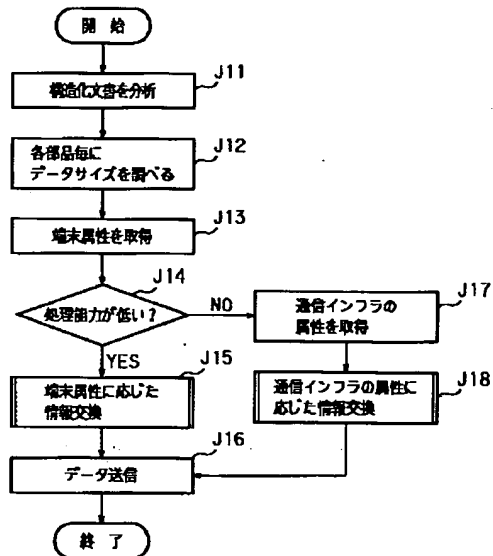 開 始
J11
構造化文書を分析
J12
各部品毎に
データサイズを調べる
J13
端末属性を取得
J14
処理能力が低い?
NO
YES
J17
通信インフラの
属性を取得
J15
端末属性に応じた
情報交換
J18
通信インフラの属性に
応じた情報交換
J16
データ送信
終 了